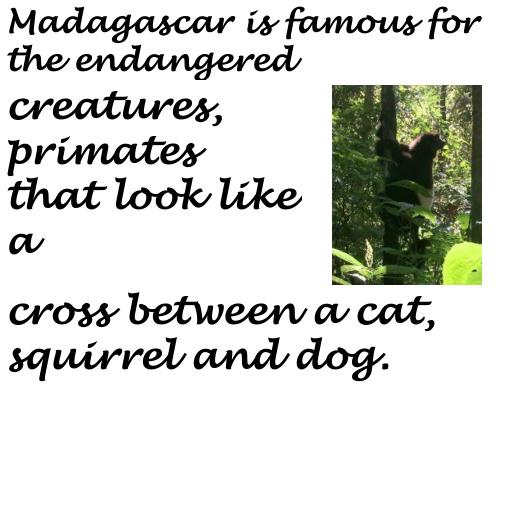 Madagascar is famous for
the endangered
creatures,
primates
that look like
a
cross between a cat,
squirrel and dog.